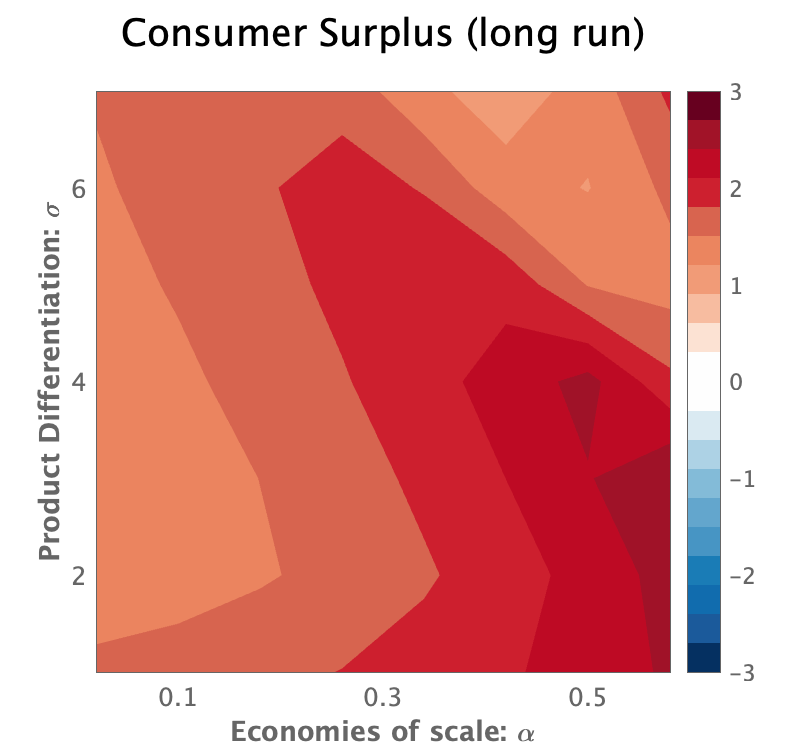 Consumer Surplus (long run)
Product Differentiation: σ
6
4
2
0.1 0.3 0.5
Economies of scale: α
3
2
1
0
−1
−2
−3